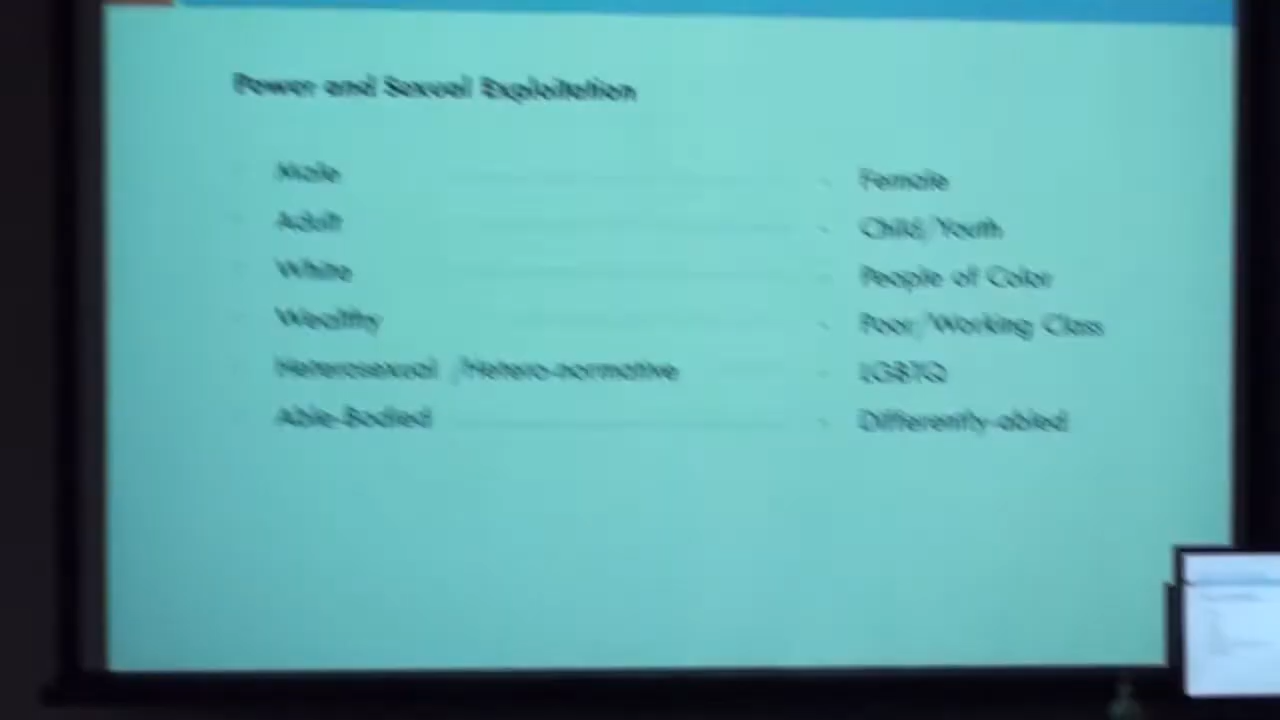 Power and Sexual Exploitation
Male - Female
Adult - Child/Youth
White - People of Color
Wealthy - Poor/Working Class
Heterosexual /Hetero-normative - LGBTQ
Able-Bodied - Differently-abled